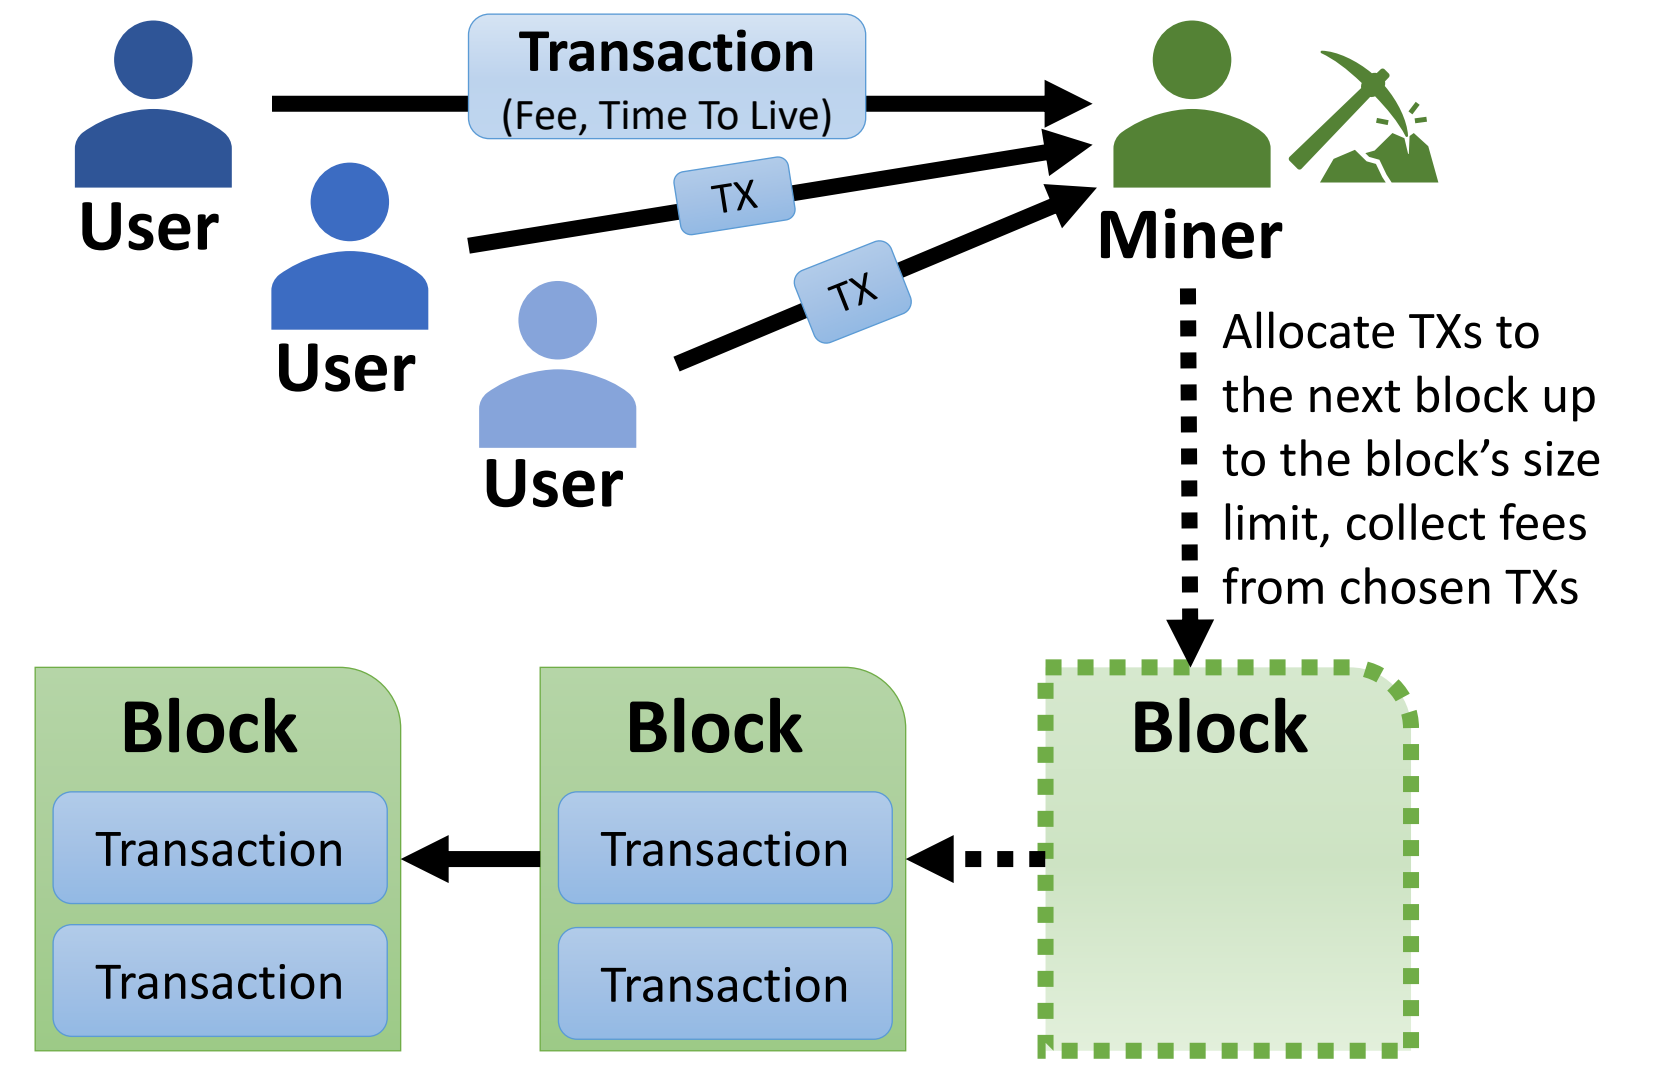 Transaction
(Fee, Time To Live)
User
TX
Miner
User
TX
User
Allocate TXs to
the next block up
to the block’s size
limit, collect fees
from chosen TXs
Block
Transaction
Transaction
Block
Transaction
Transaction
Block